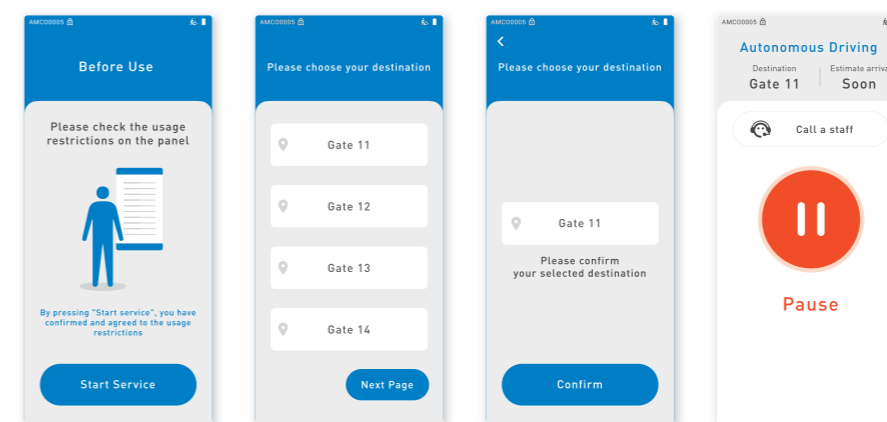 AMCO0005
Before Use
Please check the usage
restrictions on the panel
By pressing "Start service", you have
confirmed and agreed to the usage
restrictions
Start Service
AMCO0005
Please choose your destination
Gate 11
Gate 12
Gate 13
Gate 14
Next Page
AMCO0005
Please choose your destination
Gate 11
Please confirm
your selected destination
Confirm
AMCO0005
Autonomous Driving
Destination Estimate arriva
Gate 11 Soon
Call a staff
Pause